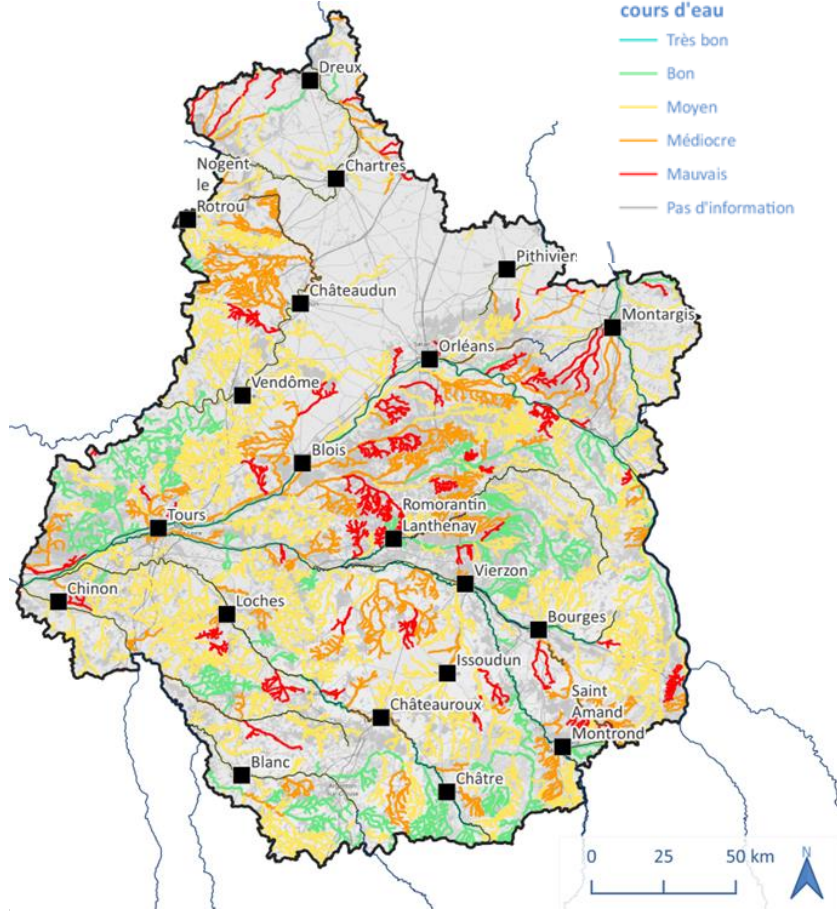 cours d'eau
Très bon
Bon
Moyen
Médiocre
Mauvais
Pas d'information
Dreux
Chartres
Nogent
le
Rotrou
Pithivier
Châteaudun
Montargis
Orléans
Vendôme
Blois
Tours
Romorantin
Lanthenay
Vierzon
Chinon
Loches
Bourges
Issoudun
Saint
Amand
Montrond
Châteauroux
Blanc
Châtre
0 25 50 km
N